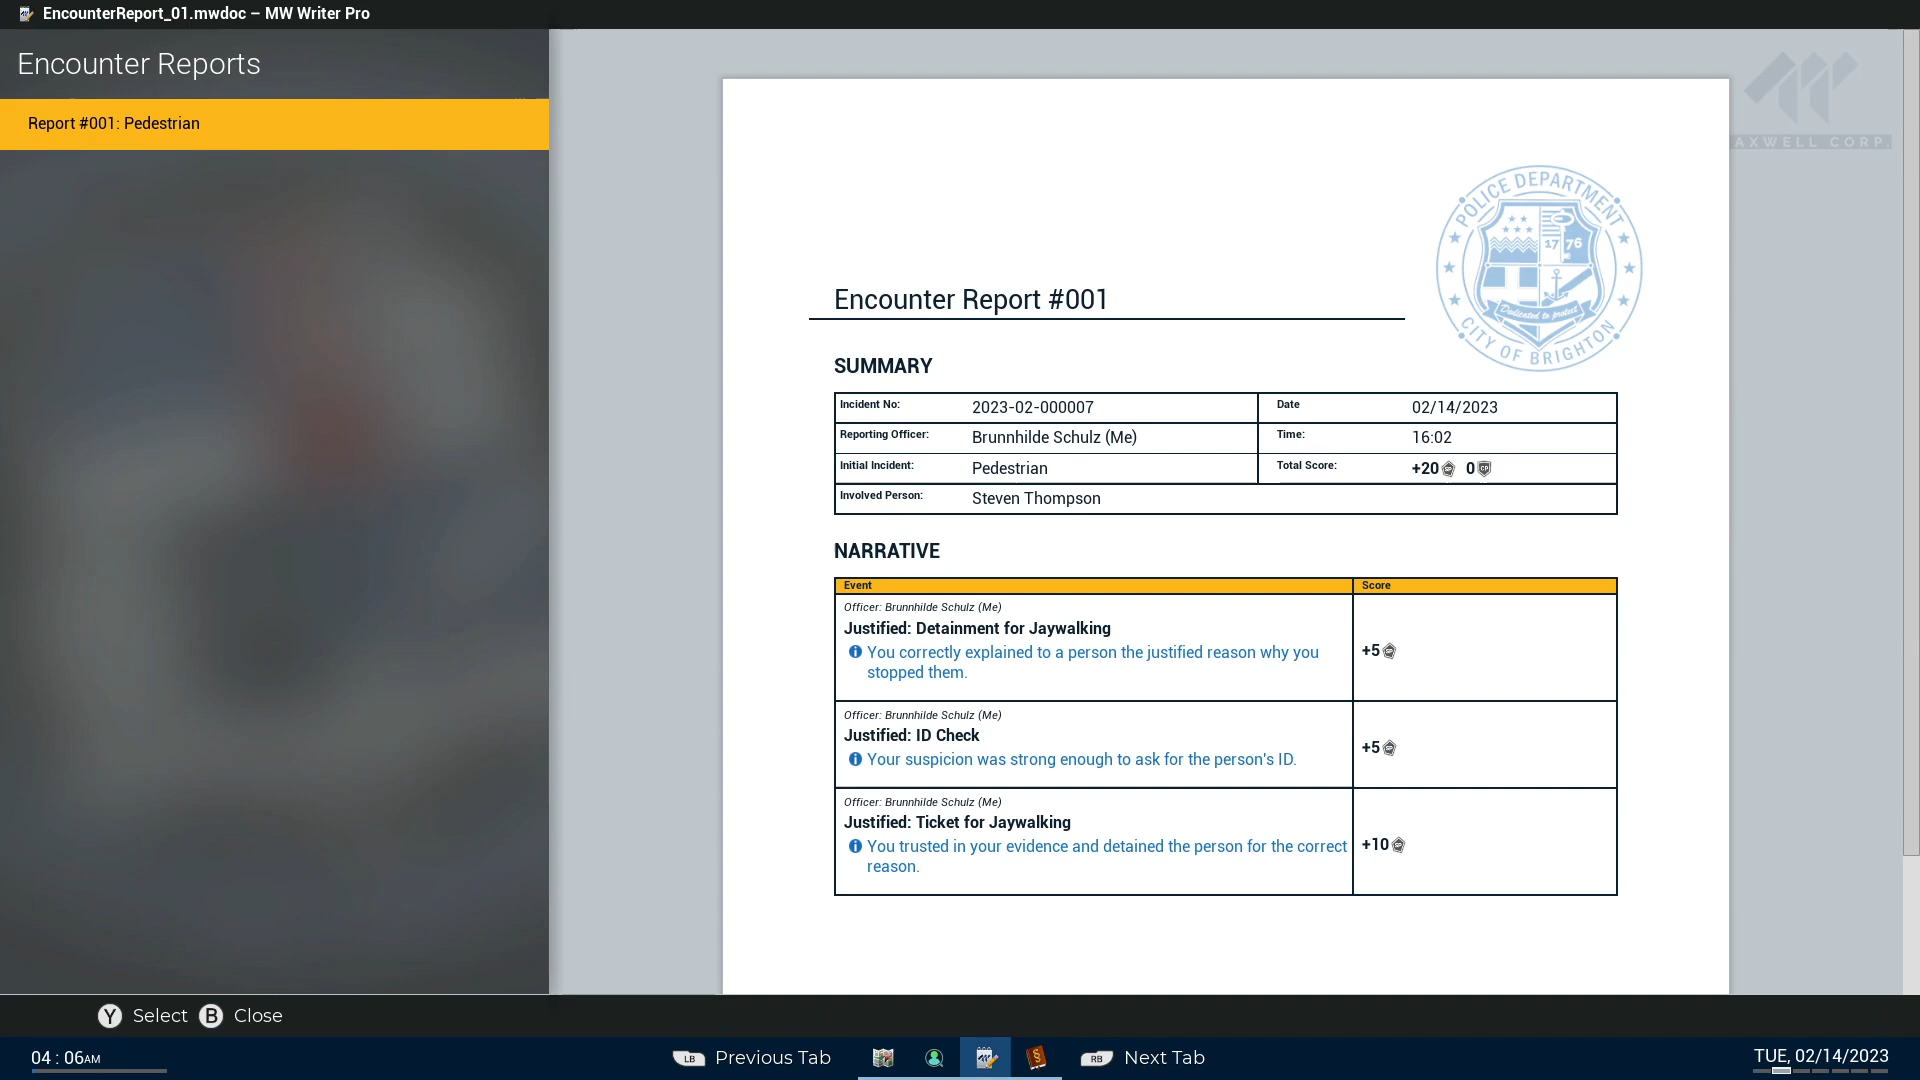 EncounterReport_01.mwdoc – MW Writer Pro
Encounter Reports
Report #001: Pedestrian
AXWELL CORP.
POLICE DEPARTMENT
1776
Dedicated to protect
CITY OF BRIGHTON
Encounter Report #001
SUMMARY
Incident No: 2023-02-000007 Date 02/14/2023
Reporting Officer: Brunnhilde Schulz (Me) Time: 16:02
Initial Incident: Pedestrian Total Score: +20 0
Involved Person: Steven Thompson
NARRATIVE
Event Score
Officer: Brunnhilde Schulz (Me)
Justified: Detainment for Jaywalking
You correctly explained to a person the justified reason why you
stopped them.
+5
Officer: Brunnhilde Schulz (Me)
Justified: ID Check
Your suspicion was strong enough to ask for the person's ID.
+5
Officer: Brunnhilde Schulz (Me)
Justified: Ticket for Jaywalking
You trusted in your evidence and detained the person for the correct
reason.
+10
Y Select B Close
04 : 06AM
LB Previous Tab RB Next Tab
TUE, 02/14/2023